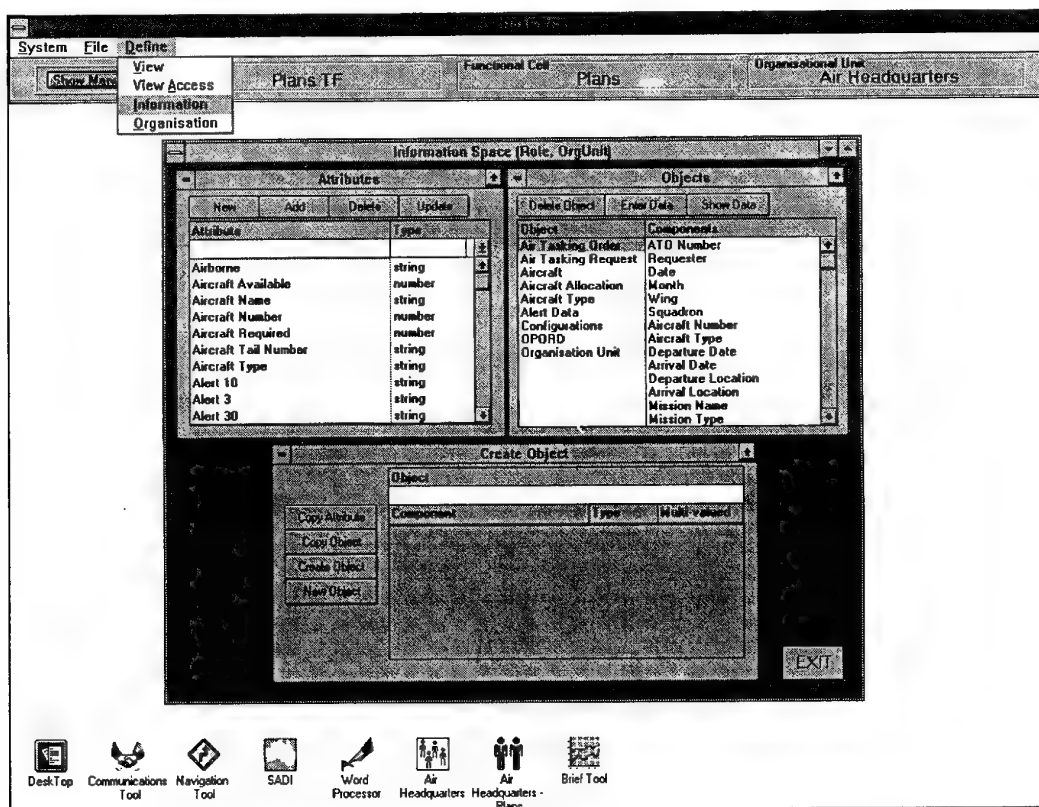 System File Define
View
View Access
Information
Organisation
Show
Plans TF
Functional Cell
Plans
Organisational Unit
Air Headquarters
Information Space (Role, OrgUnit)
Attributes
New Add Delete Update
Attribute Type
Airborne string
Aircraft Available number
Aircraft Name string
Aircraft Number number
Aircraft Required number
Aircraft Tail Number string
Aircraft Type string
Alert 10 string
Alert 3 string
Alert 30 string
Objects
Delete Object Enter Data Show Data
Object Components
Air Tasking Order ATO Number
Air Tasking Request Requester
Aircraft Date
Aircraft Allocation Month
Aircraft Type Wing
Alert Data Squadron
Configurations Aircraft Number
OPORD Aircraft Type
Organisation Unit Departure Date
Arrival Date
Departure Location
Arrival Location
Mission Name
Mission Type
Create Object
Object
Component Type Multi-valued
Copy Attribute
Copy Object
Create Object
New Object
EXIT
DeskTop
Communications
Tool
Navigation
Tool
SADI
Word
Processor
Air
Headquarters
Air
Headquarters -
Plans
Brief Tool